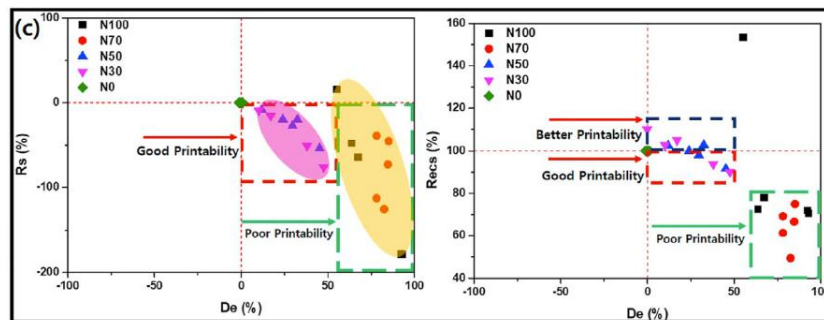 (c)
N100
N70
N50
N30
N0
Good Printability
Poor Printability
Rs (%)
100
0
-100
-200
-100
-50
0
50
100
De (%)
N100
N70
N50
N30
N0
Better Printability
Good Printability
Poor Printability
Recs (%)
160
140
120
100
80
60
40
-100
-50
0
50
100
De (%)